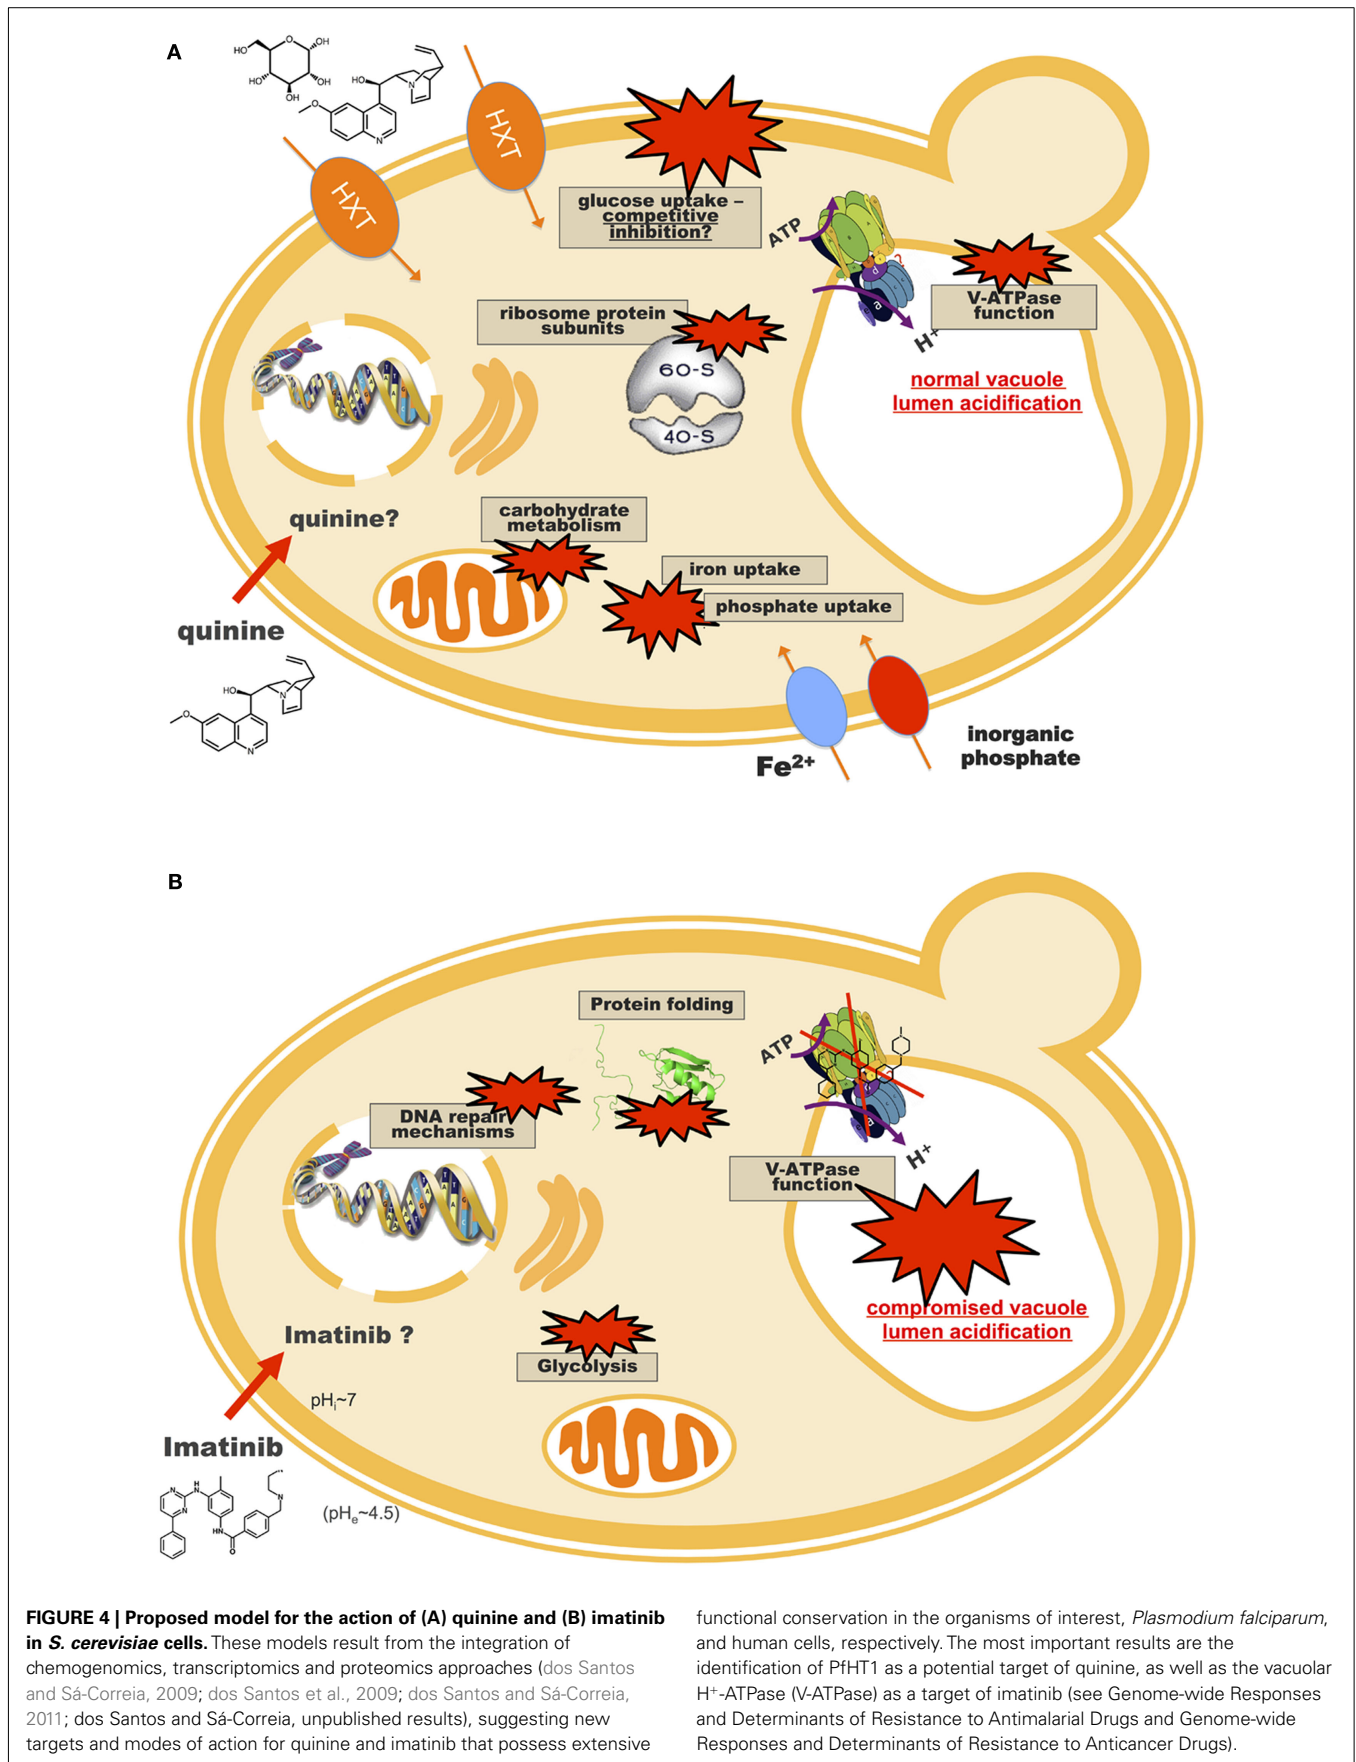 A
HO
O
OH
HO
OH
OH
HO
N
O
N
HXT
HXT
glucose uptake –
competitive
inhibition?
ATP
H+
V-ATPase
function
normal vacuole
lumen acidification
ribosome protein
subunits
60-S
40-S
quinine?
carbohydrate
metabolism
iron uptake
phosphate uptake
quinine
HO
N
O
N
Fe2+
inorganic
phosphate
B
Protein folding
ATP
H+
DNA repair
mechanisms
V-ATPase
function
compromised vacuole
lumen acidification
Imatinib ?
Glycolysis
pHi~7
Imatinib
N
H
N
N
N
HN
O
(pHe~4.5)
FIGURE 4 | Proposed model for the action of (A) quinine and (B) imatinib
in S. cerevisiae cells. These models result from the integration of
chemogenomics, transcriptomics and proteomics approaches (dos Santos
and Sá-Correia, 2009; dos Santos et al., 2009; dos Santos and Sá-Correia,
2011; dos Santos and Sá-Correia, unpublished results), suggesting new
targets and modes of action for quinine and imatinib that possess extensive
functional conservation in the organisms of interest, Plasmodium falciparum,
and human cells, respectively. The most important results are the
identification of PfHT1 as a potential target of quinine, as well as the vacuolar
H+-ATPase (V-ATPase) as a target of imatinib (see Genome-wide Responses
and Determinants of Resistance to Antimalarial Drugs and Genome-wide
Responses and Determinants of Resistance to Anticancer Drugs).